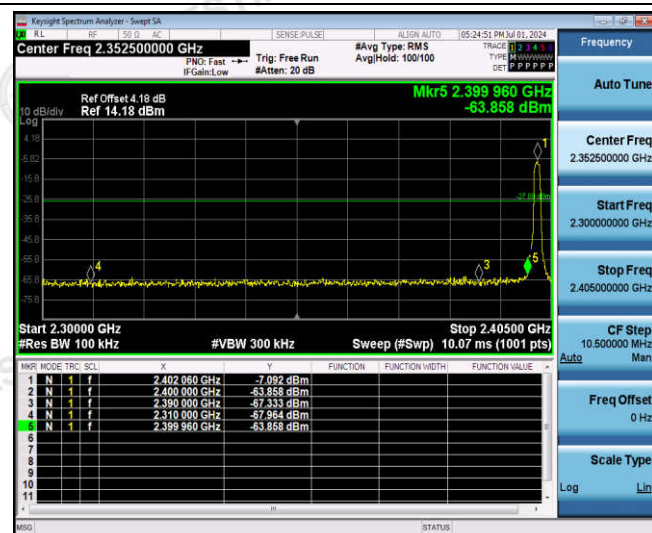 Keysight Spectrum Analyzer - Swept SA
RL RF 50 Ω AC SENSE:PULSE ALIGN AUTO 05:24:51 PM Jul 01, 2024
Center Freq 2.352500000 GHz
PNO: Fast
IFGain:Low
Trig: Free Run
#Atten: 20 dB
#Avg Type: RMS
Avg|Hold: 100/100
TRACE 1 2 3 4 5 6
TYPE M WWWWW
DET P P P P P P
Frequency
Auto Tune
Center Freq
2.352500000 GHz
Start Freq
2.300000000 GHz
Stop Freq
2.405000000 GHz
CF Step
10.500000 MHz
Auto Man
Freq Offset
0 Hz
Scale Type
Log Lin
Mkr5 2.399 960 GHz
-63.858 dBm
Ref Offset 4.18 dB
10 dB/div Ref 14.18 dBm
Log
4.18
-5.82
-15.8
-25.8
-35.8
-45.8
-55.8
-65.8
-75.8
1
3
4
5
Start 2.30000 GHz Stop 2.40500 GHz
#Res BW 100 kHz #VBW 300 kHz Sweep (#Swp) 10.07 ms (1001 pts)
MKR MODE TRC SCL X Y FUNCTION FUNCTION WIDTH FUNCTION VALUE
1 N 1 f 2.402 060 GHz -7.092 dBm
2 N 1 f 2.400 000 GHz -63.858 dBm
3 N 1 f 2.390 000 GHz -67.333 dBm
4 N 1 f 2.310 000 GHz -67.964 dBm
5 N 1 f 2.399 960 GHz -63.858 dBm
6
7
8
9
10
11
MSG STATUS